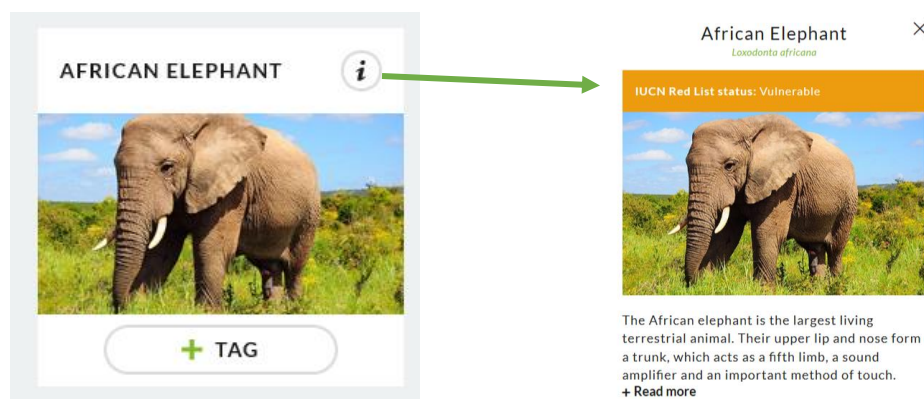 AFRICAN ELEPHANT
i
+ TAG
African Elephant
Loxodonta africana
IUCN Red List status: Vulnerable
The African elephant is the largest living
terrestrial animal. Their upper lip and nose form
a trunk, which acts as a fifth limb, a sound
amplifier and an important method of touch.
+ Read more